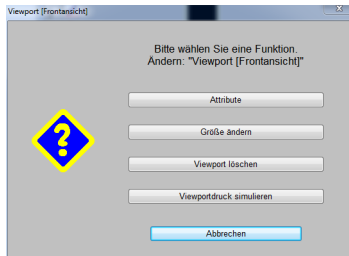 Viewport [Frontansicht]
x
Bitte wählen Sie eine Funktion.
Ändern: "Viewport [Frontansicht]"
?
Attribute
Größe ändern
Viewport löschen
Viewportdruck simulieren
Abbrechen